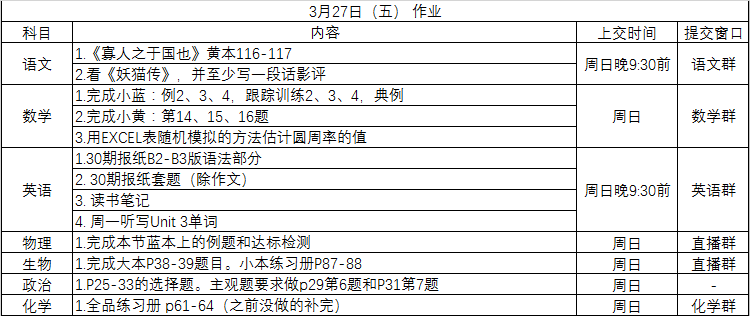 3月27日（五） 作业
科目 内容 上交时间 提交窗口
语文 1.《寡人之于国也》黄本116-117 周日晚9:30前 语文群
2.看《妖猫传》，并至少写一段话影评
数学 1.完成小蓝：例2、3、4，跟踪训练2、3、4，典例 周日 数学群
2.完成小黄：第14、15、16题
3.用EXCEL表随机模拟的方法估计圆周率的值
英语 1.30期报纸B2-B3版语法部分 周日晚9:30前 英语群
2. 30期报纸套题（除作文）
3. 读书笔记
4. 周一听写Unit 3单词
物理 1.完成本节蓝本上的例题和达标检测 周日 直播群
生物 1.完成大本P38-39题目。小本练习册P87-88 周日 直播群
政治 1.P25-33的选择题。主观题要求做p29第6题和P31第7题 周日 -
化学 1.全品练习册 p61-64（之前没做的补完） 周日 化学群